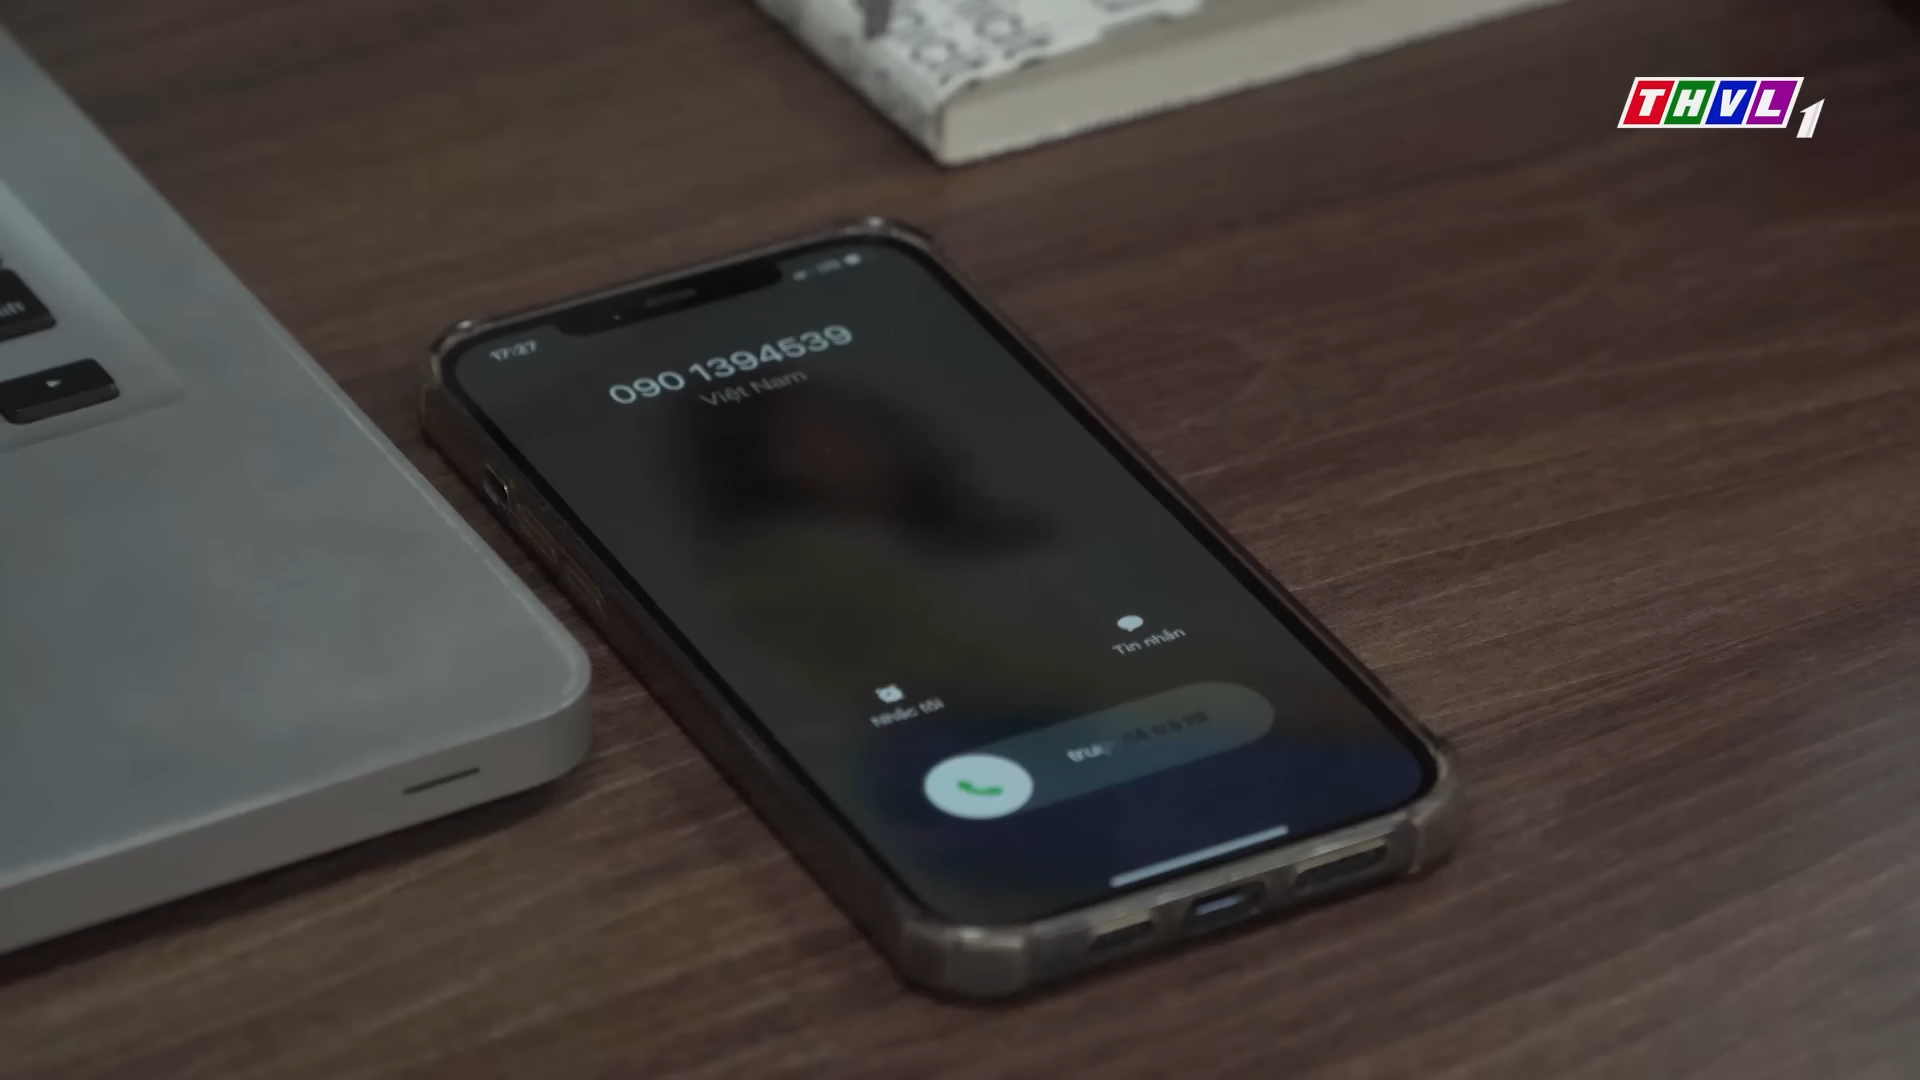 THVL1
17:27
090 1394539
Việt Nam
Tin nhắn
Nhắc tôi